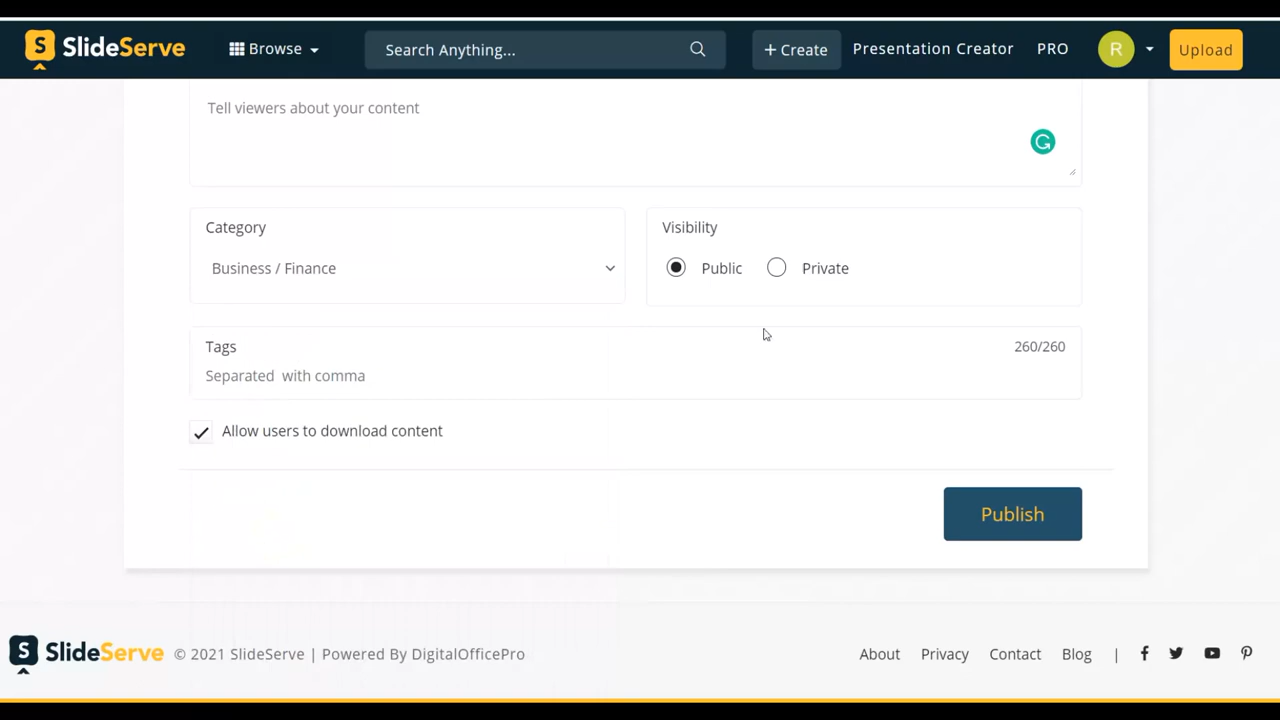 S SlideServe Browse Search Anything... + Create Presentation Creator PRO R Upload
Tell viewers about your content
Category Visibility
Business / Finance Public Private
Tags 260/260
Separated with comma
Allow users to download content
Publish
S SlideServe © 2021 SlideServe | Powered By DigitalOfficePro About Privacy Contact Blog |